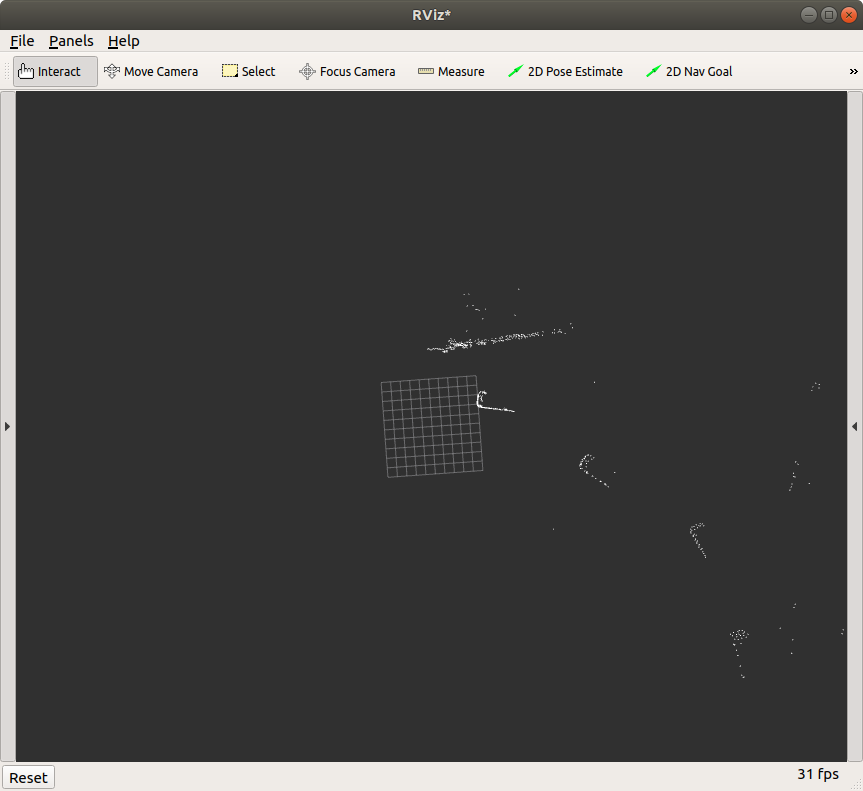 RViz*
File Panels Help
Interact Move Camera Select Focus Camera Measure 2D Pose Estimate 2D Nav Goal »
Reset 31 fps